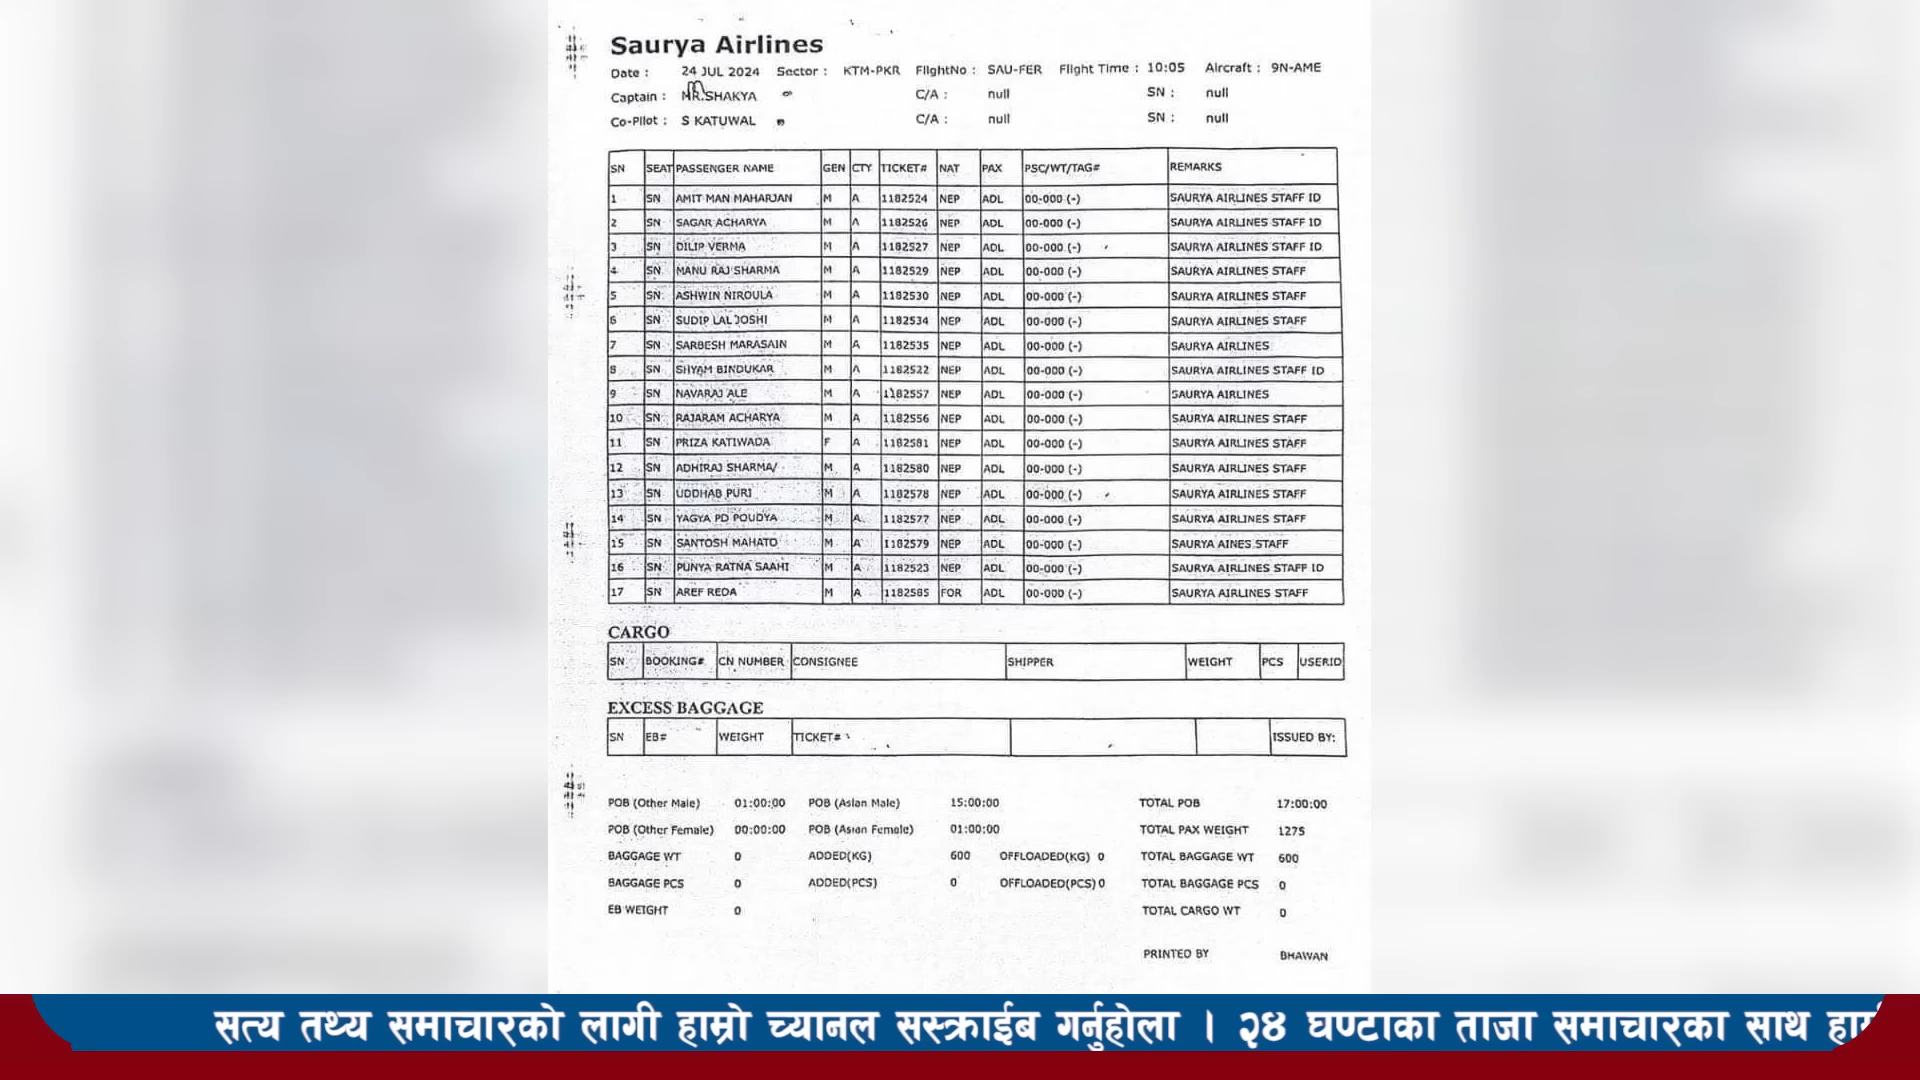 Saurya Airlines
Date : 24 JUL 2024 Sector : KTM-PKR FlightNo : SAU-FER Flight Time : 10:05 Aircraft : 9N-AME
Captain : MR.SHAKYA C/A : null SN : null
Co-Pilot : S KATUWAL C/A : null SN : null
SN SEAT PASSENGER NAME GEN CTY TICKET# NAT PAX PSC/WT/TAG# REMARKS
1 SN AMIT MAN MAHARJAN M A 1182524 NEP ADL 00-000 (-) SAURYA AIRLINES STAFF ID
2 SN SAGAR ACHARYA M A 1182526 NEP ADL 00-000 (-) SAURYA AIRLINES STAFF ID
3 SN DILIP VERMA M A 1182527 NEP ADL 00-000 (-) SAURYA AIRLINES STAFF ID
4 SN MANU RAJ SHARMA M A 1182529 NEP ADL 00-000 (-) SAURYA AIRLINES STAFF
5 SN ASHWIN NIROULA M A 1182530 NEP ADL 00-000 (-) SAURYA AIRLINES STAFF
6 SN SUDIP LAL JOSHI M A 1182534 NEP ADL 00-000 (-) SAURYA AIRLINES STAFF
7 SN SARBESH MARASAIN M A 1182535 NEP ADL 00-000 (-) SAURYA AIRLINES
8 SN SHYAM BINDUKAR M A 1182522 NEP ADL 00-000 (-) SAURYA AIRLINES STAFF ID
9 SN NAVARAJ ALE M A 1182557 NEP ADL 00-000 (-) SAURYA AIRLINES
10 SN RAJARAM ACHARYA M A 1182556 NEP ADL 00-000 (-) SAURYA AIRLINES STAFF
11 SN PRIZA KATIWADA F A 1182581 NEP ADL 00-000 (-) SAURYA AIRLINES STAFF
12 SN ADHIRAJ SHARMA/ M A 1182580 NEP ADL 00-000 (-) SAURYA AIRLINES STAFF
13 SN UDDHAB PURI M A 1182578 NEP ADL 00-000 (-) SAURYA AIRLINES STAFF
14 SN YAGYA PD POUDYA M A 1182577 NEP ADL 00-000 (-) SAURYA AIRLINES STAFF
15 SN SANTOSH MAHATO M A 1182579 NEP ADL 00-000 (-) SAURYA AINES STAFF
16 SN PUNYA RATNA SAAHI M A 1182523 NEP ADL 00-000 (-) SAURYA AIRLINES STAFF ID
17 SN AREF REDA M A 1182585 FOR ADL 00-000 (-) SAURYA AIRLINES STAFF
CARGO
SN BOOKING# CN NUMBER CONSIGNEE SHIPPER WEIGHT PCS USERID
EXCESS BAGGAGE
SN EB# WEIGHT TICKET# ISSUED BY:
POB (Other Male) 01:00:00 POB (Asian Male) 15:00:00 TOTAL POB 17:00:00
POB (Other Female) 00:00:00 POB (Asian Female) 01:00:00 TOTAL PAX WEIGHT 1275
BAGGAGE WT 0 ADDED(KG) 600 OFFLOADED(KG) 0 TOTAL BAGGAGE WT 600
BAGGAGE PCS 0 ADDED(PCS) 0 OFFLOADED(PCS) 0 TOTAL BAGGAGE PCS 0
EB WEIGHT 0 TOTAL CARGO WT 0
PRINTED BY BHAWAN
सत्य तथ्य समाचारको लागी हाम्रो च्यानल सस्क्राईब गर्नुहोला । २४ घण्टाका ताजा समाचारका साथ